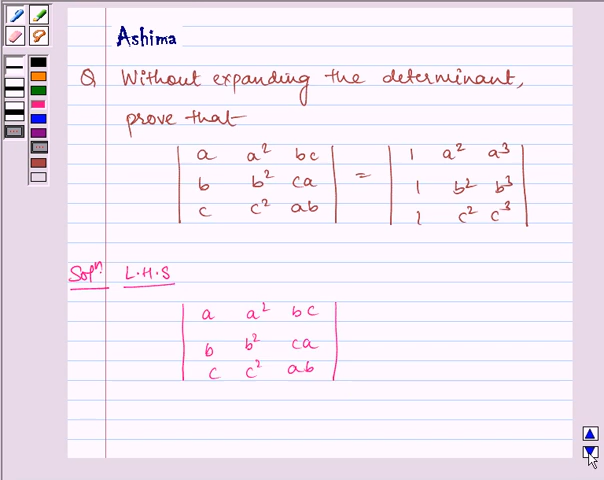 Ashima
Q Without expanding the determinant,
prove that
| a a² bc | = | 1 a² a³ |
| b b² ca | | 1 b² b³ |
| c c² ab | | 1 c² c³ |
Solⁿ. L.H.S
| a a² bc |
| b b² ca |
| c c² ab |